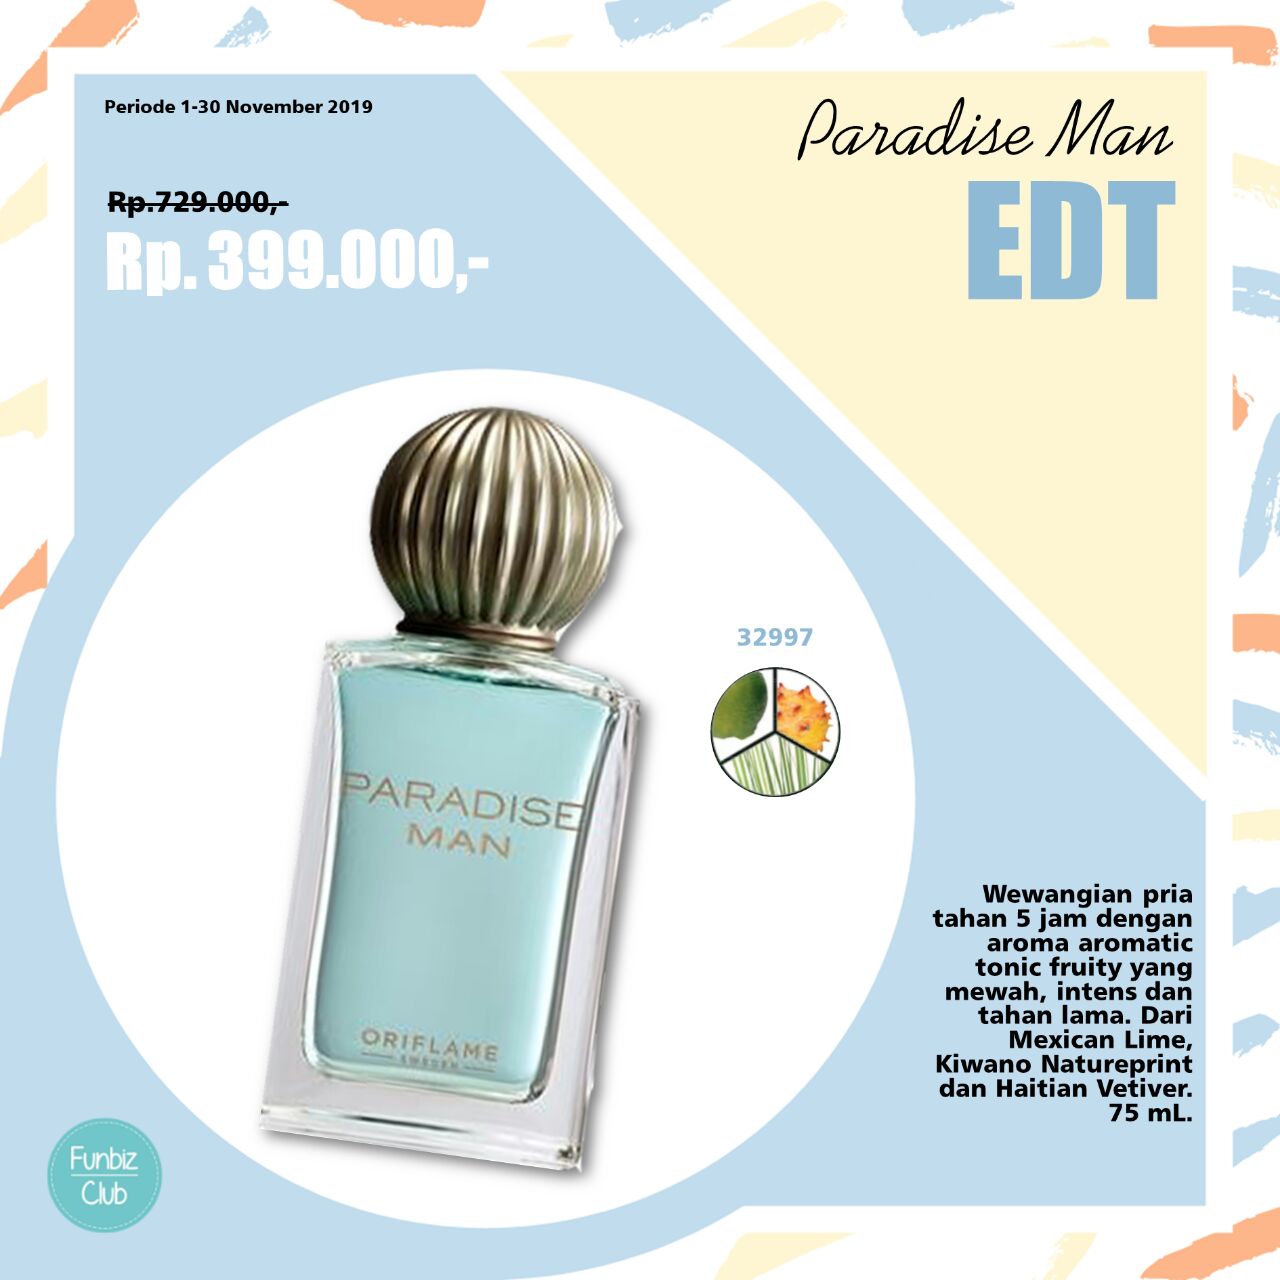 Periode 1-30 November 2019
Rp.729.000,-
Rp. 399.000,-
Paradise Man
EDT
32997
PARADISE
MAN
ORIFLAME
SWEDEN
Wewangian pria
tahan 5 jam dengan
aroma aromatic
tonic fruity yang
mewah, intens dan
tahan lama. Dari
Mexican Lime,
Kiwano Natureprint
dan Haitian Vetiver.
75 mL.
Funbiz
Club